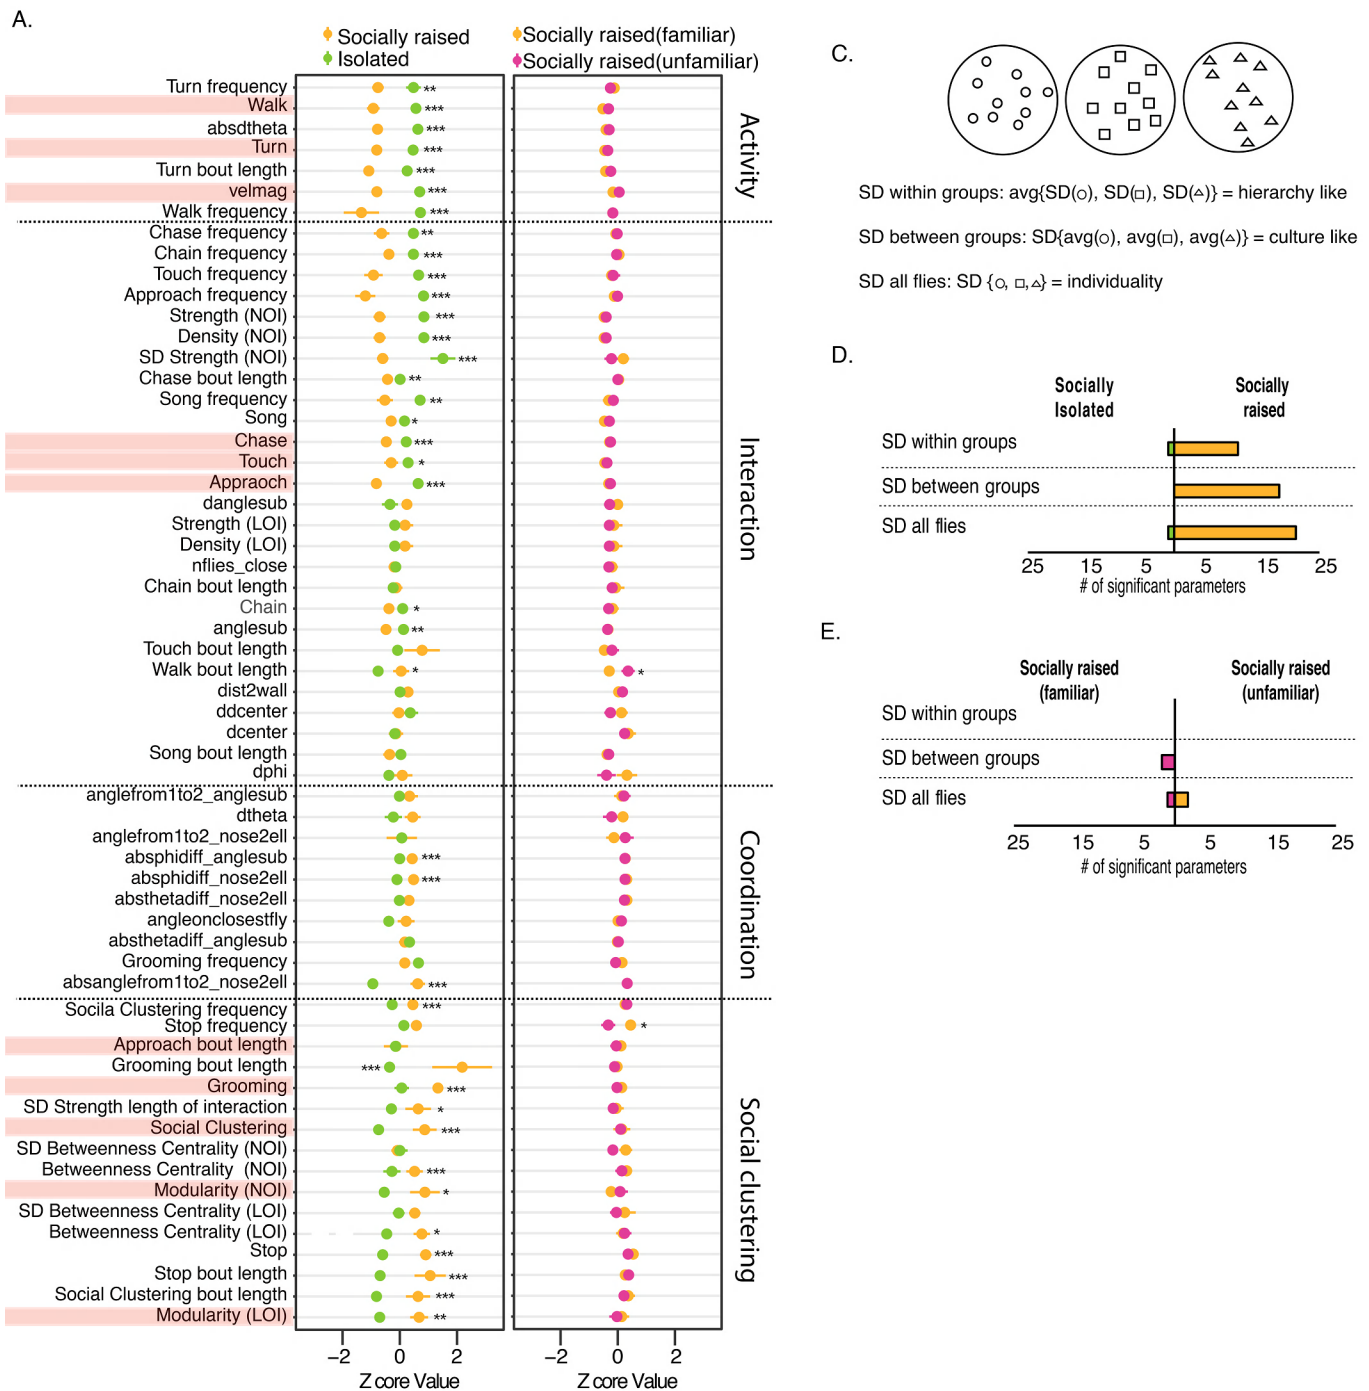 A.
Socially raised
Isolated
Socially raised(familiar)
Socially raised(unfamiliar)
Turn frequency **
Walk ***
absdtheta ***
Turn ***
Turn bout length ***
velmag ***
Walk frequency ***
Activity
Chase frequency **
Chain frequency ***
Touch frequency ***
Approach frequency ***
Strength (NOI) ***
Density (NOI) ***
SD Strength (NOI) ***
Chase bout length **
Song frequency **
Song *
Chase ***
Touch *
Appraoch ***
danglesub
Strength (LOI)
Density (LOI)
nflies_close
Chain bout length
Chain *
anglesub **
Touch bout length
Walk bout length * *
dist2wall
ddcenter
dcenter
Song bout length
dphi
Interaction
anglefrom1to2_anglesub
dtheta
anglefrom1to2_nose2ell
absphidiff_anglesub ***
absphidiff_nose2ell ***
absthetadiff_nose2ell
angleonclosestfly
absthetadiff_anglesub
Grooming frequency
absanglefrom1to2_nose2ell ***
Coordination
Socila Clustering frequency ***
Stop frequency *
Approach bout length
Grooming bout length ***
Grooming ***
SD Strength length of interaction *
Social Clustering ***
SD Betweenness Centrality (NOI)
Betweenness Centrality (NOI) ***
Modularity (NOI) *
SD Betweenness Centrality (LOI)
Betweenness Centrality (LOI) *
Stop ***
Stop bout length ***
Social Clustering bout length ***
Modularity (LOI) **
Social clustering
−2 0 2
Z core Value
−2 0 2
Z core Value
C.
SD within groups: avg{SD(○), SD(□), SD(△)} = hierarchy like
SD between groups: SD{avg(○), avg(□), avg(△)} = culture like
SD all flies: SD {○, □,△} = individuality
D.
Socially
Isolated
Socially
raised
SD within groups
SD between groups
SD all flies
25 15 5 5 15 25
# of significant parameters
E.
Socially raised
(familiar)
Socially raised
(unfamiliar)
SD within groups
SD between groups
SD all flies
25 15 5 5 15 25
# of significant parameters